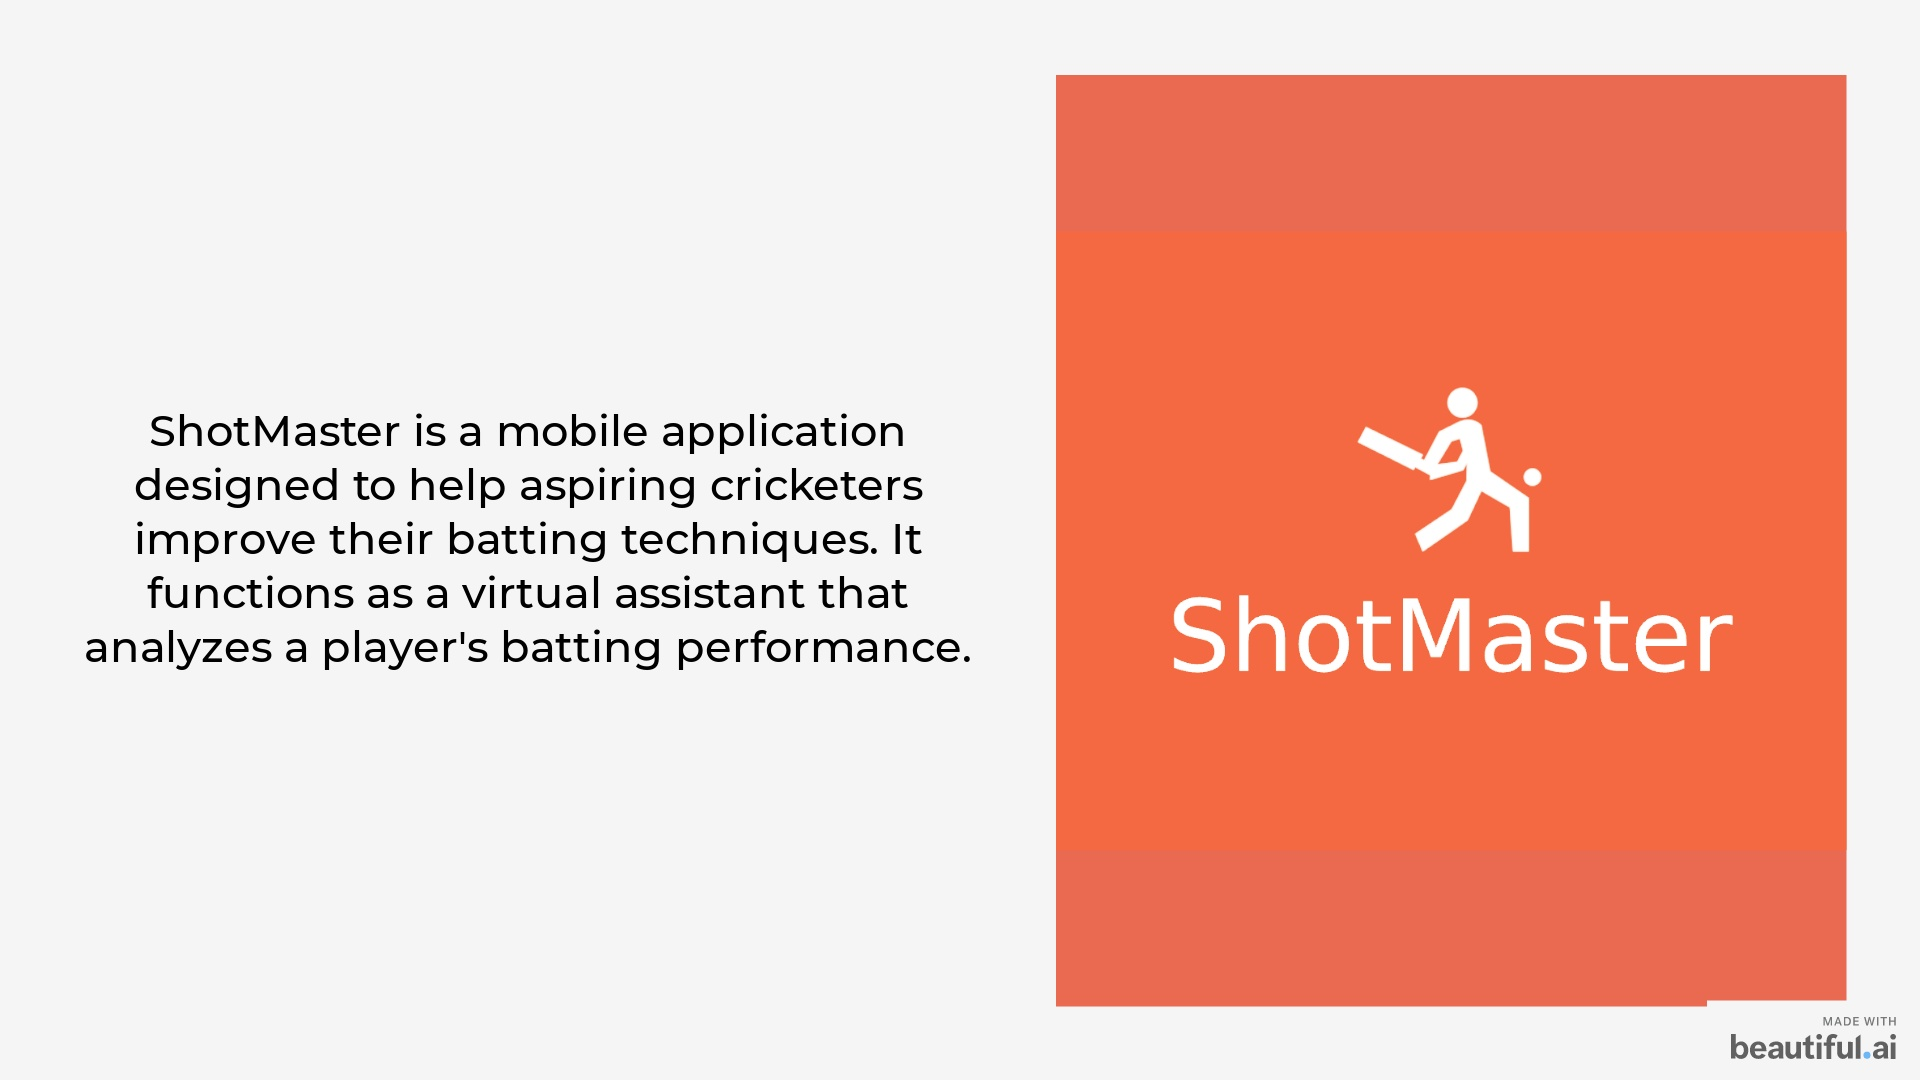 ShotMaster is a mobile application
designed to help aspiring cricketers
improve their batting techniques. It
functions as a virtual assistant that
analyzes a player's batting performance.
ShotMaster
MADE WITH
beautiful.ai